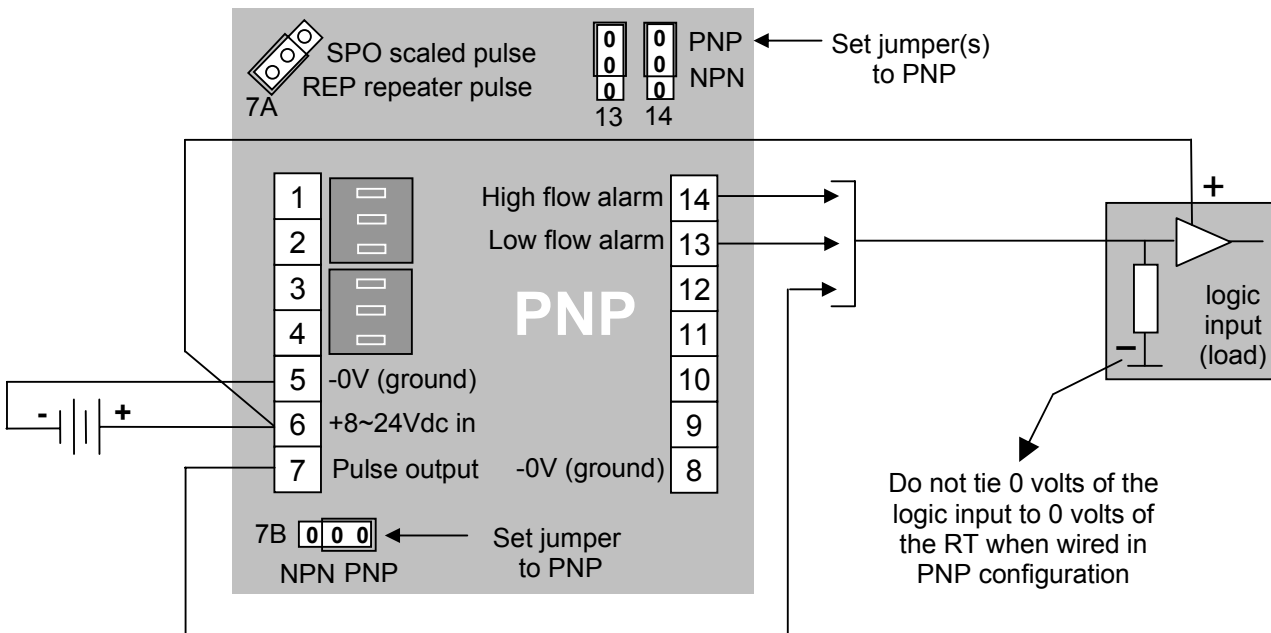 SPO scaled pulse
REP repeater pulse
7A
0 0
0 0
0 0
13 14
PNP
NPN
Set jumper(s)
to PNP
1
2
3
4
5 -0V (ground)
6 +8~24Vdc in
7 Pulse output
- +
High flow alarm 14
Low flow alarm 13
12
11
10
9
-0V (ground) 8
PNP
+
logic
input
(load)
–
Do not tie 0 volts of the
logic input to 0 volts of
the RT when wired in
PNP configuration
7B 0 0 0
NPN PNP
Set jumper
to PNP